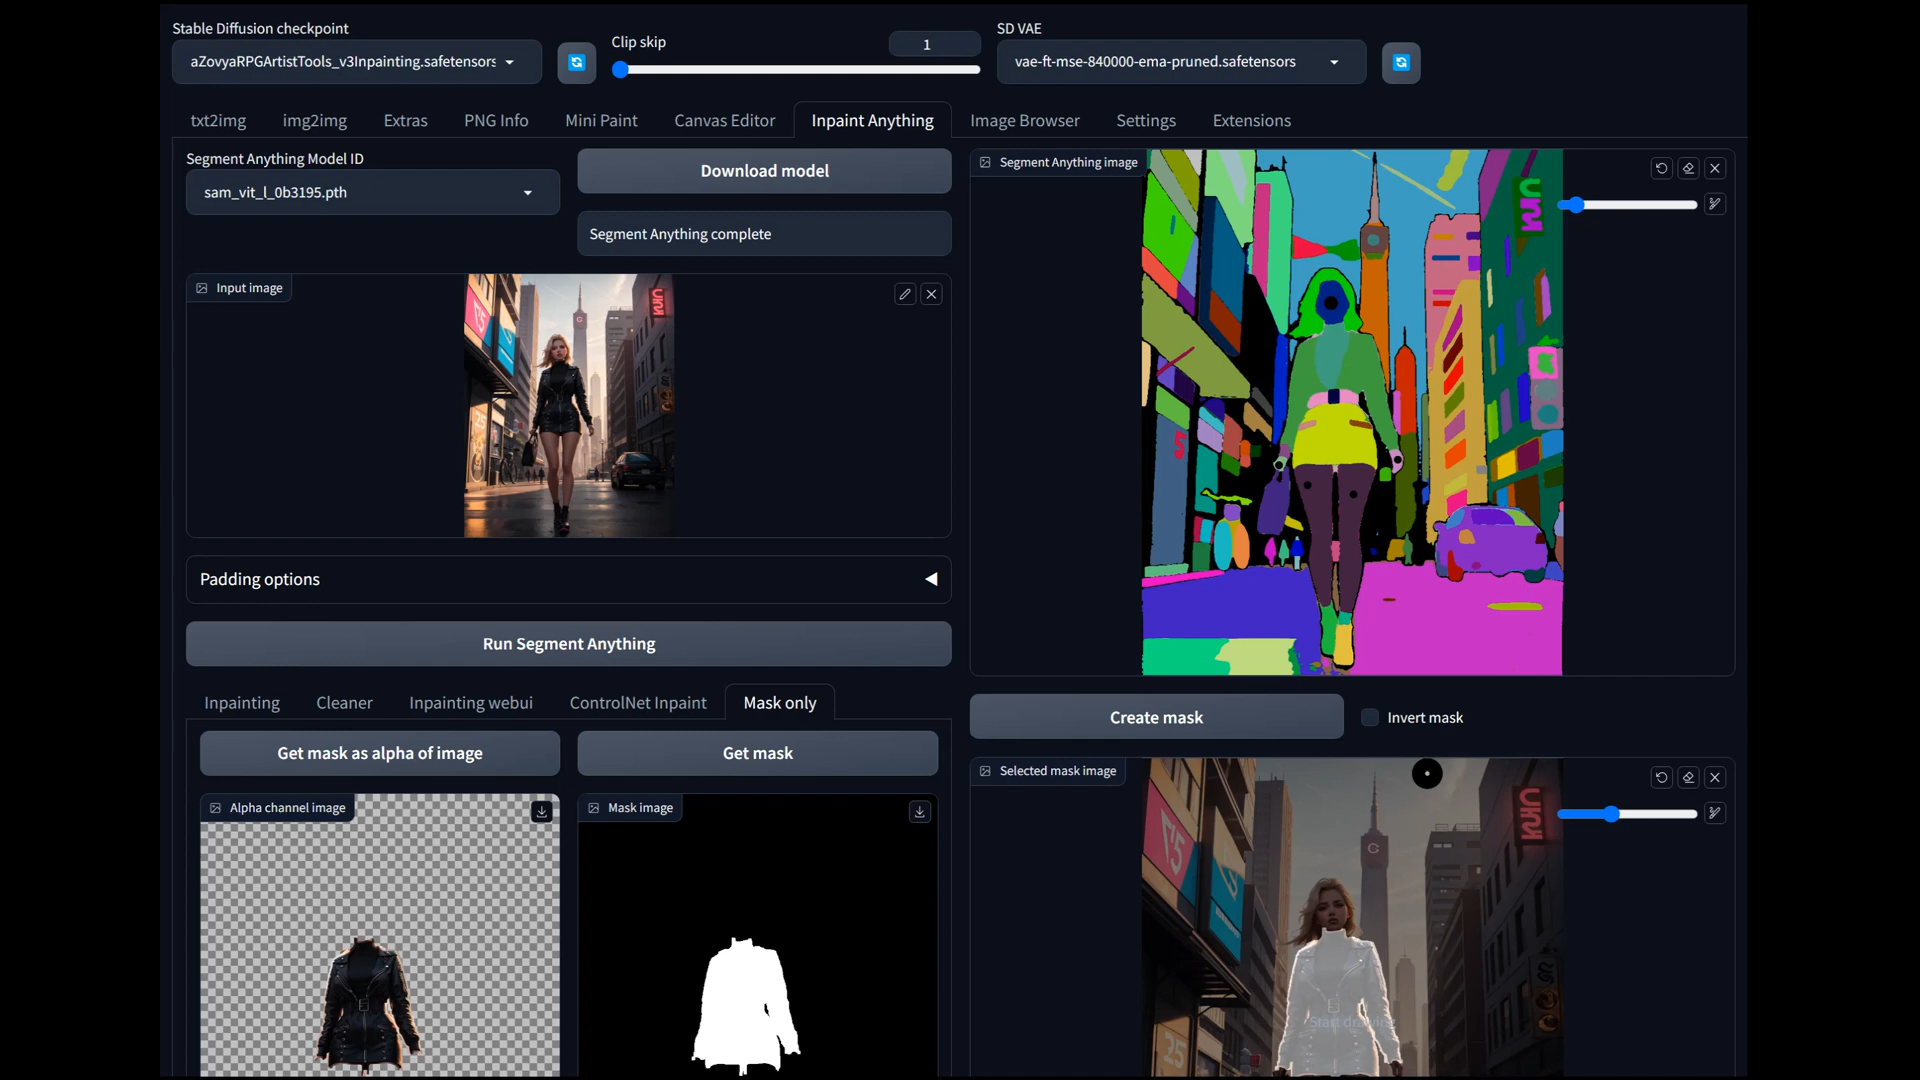 Stable Diffusion checkpoint
aZovyaRPGArtistTools_v3Inpainting.safetensors
Clip skip
1
SD VAE
vae-ft-mse-840000-ema-pruned.safetensors
txt2img
img2img
Extras
PNG Info
Mini Paint
Canvas Editor
Inpaint Anything
Image Browser
Settings
Extensions
Segment Anything Model ID
sam_vit_l_0b3195.pth
Download model
Segment Anything complete
Input image
Padding options
Run Segment Anything
Inpainting
Cleaner
Inpainting webui
ControlNet Inpaint
Mask only
Get mask as alpha of image
Get mask
Alpha channel image
Mask image
Segment Anything image
Create mask
Invert mask
Selected mask image
G
25
Start drawing